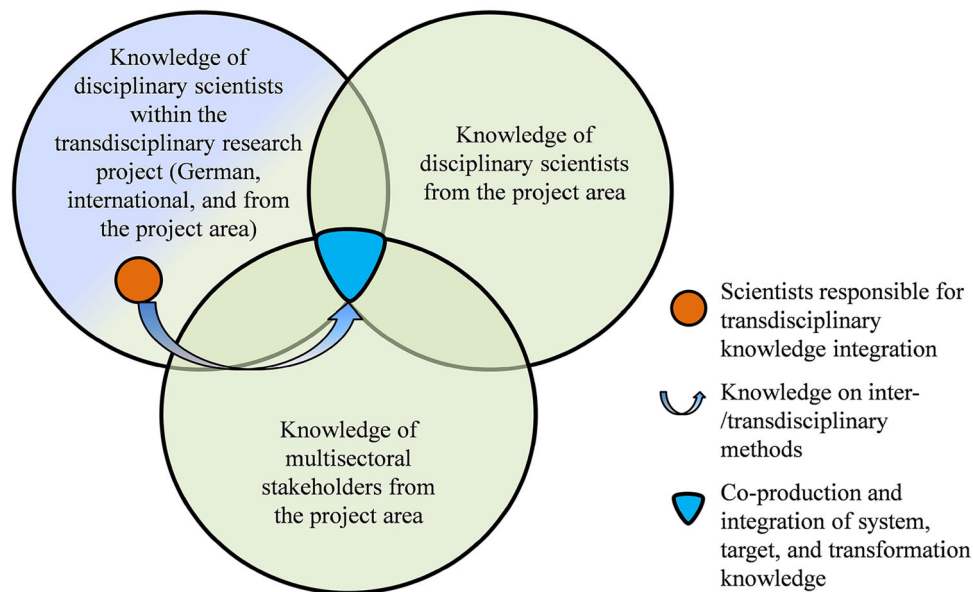 Knowledge of
disciplinary scientists
within the
transdisciplinary research
project (German,
international, and from
the project area)
Knowledge of
disciplinary scientists
from the project area
Knowledge of
multisectoral
stakeholders from
the project area
Scientists responsible for
transdisciplinary
knowledge integration
Knowledge on inter-
/transdisciplinary
methods
Co-production and
integration of system,
target, and transformation
knowledge